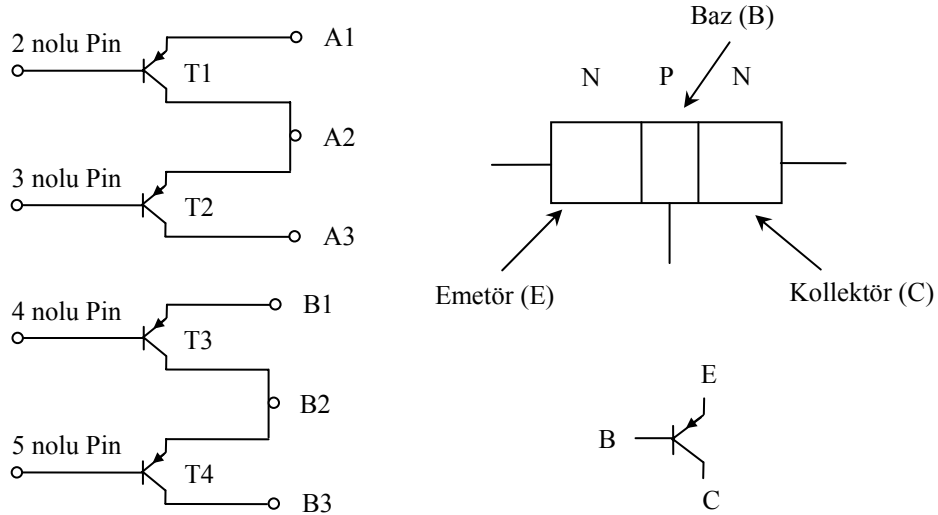 2 nolu Pin
A1
T1
A2
3 nolu Pin
T2
A3
4 nolu Pin
B1
T3
B2
5 nolu Pin
T4
B3
Baz (B)
N P N
Emetör (E)
Kollektör (C)
E
B
C